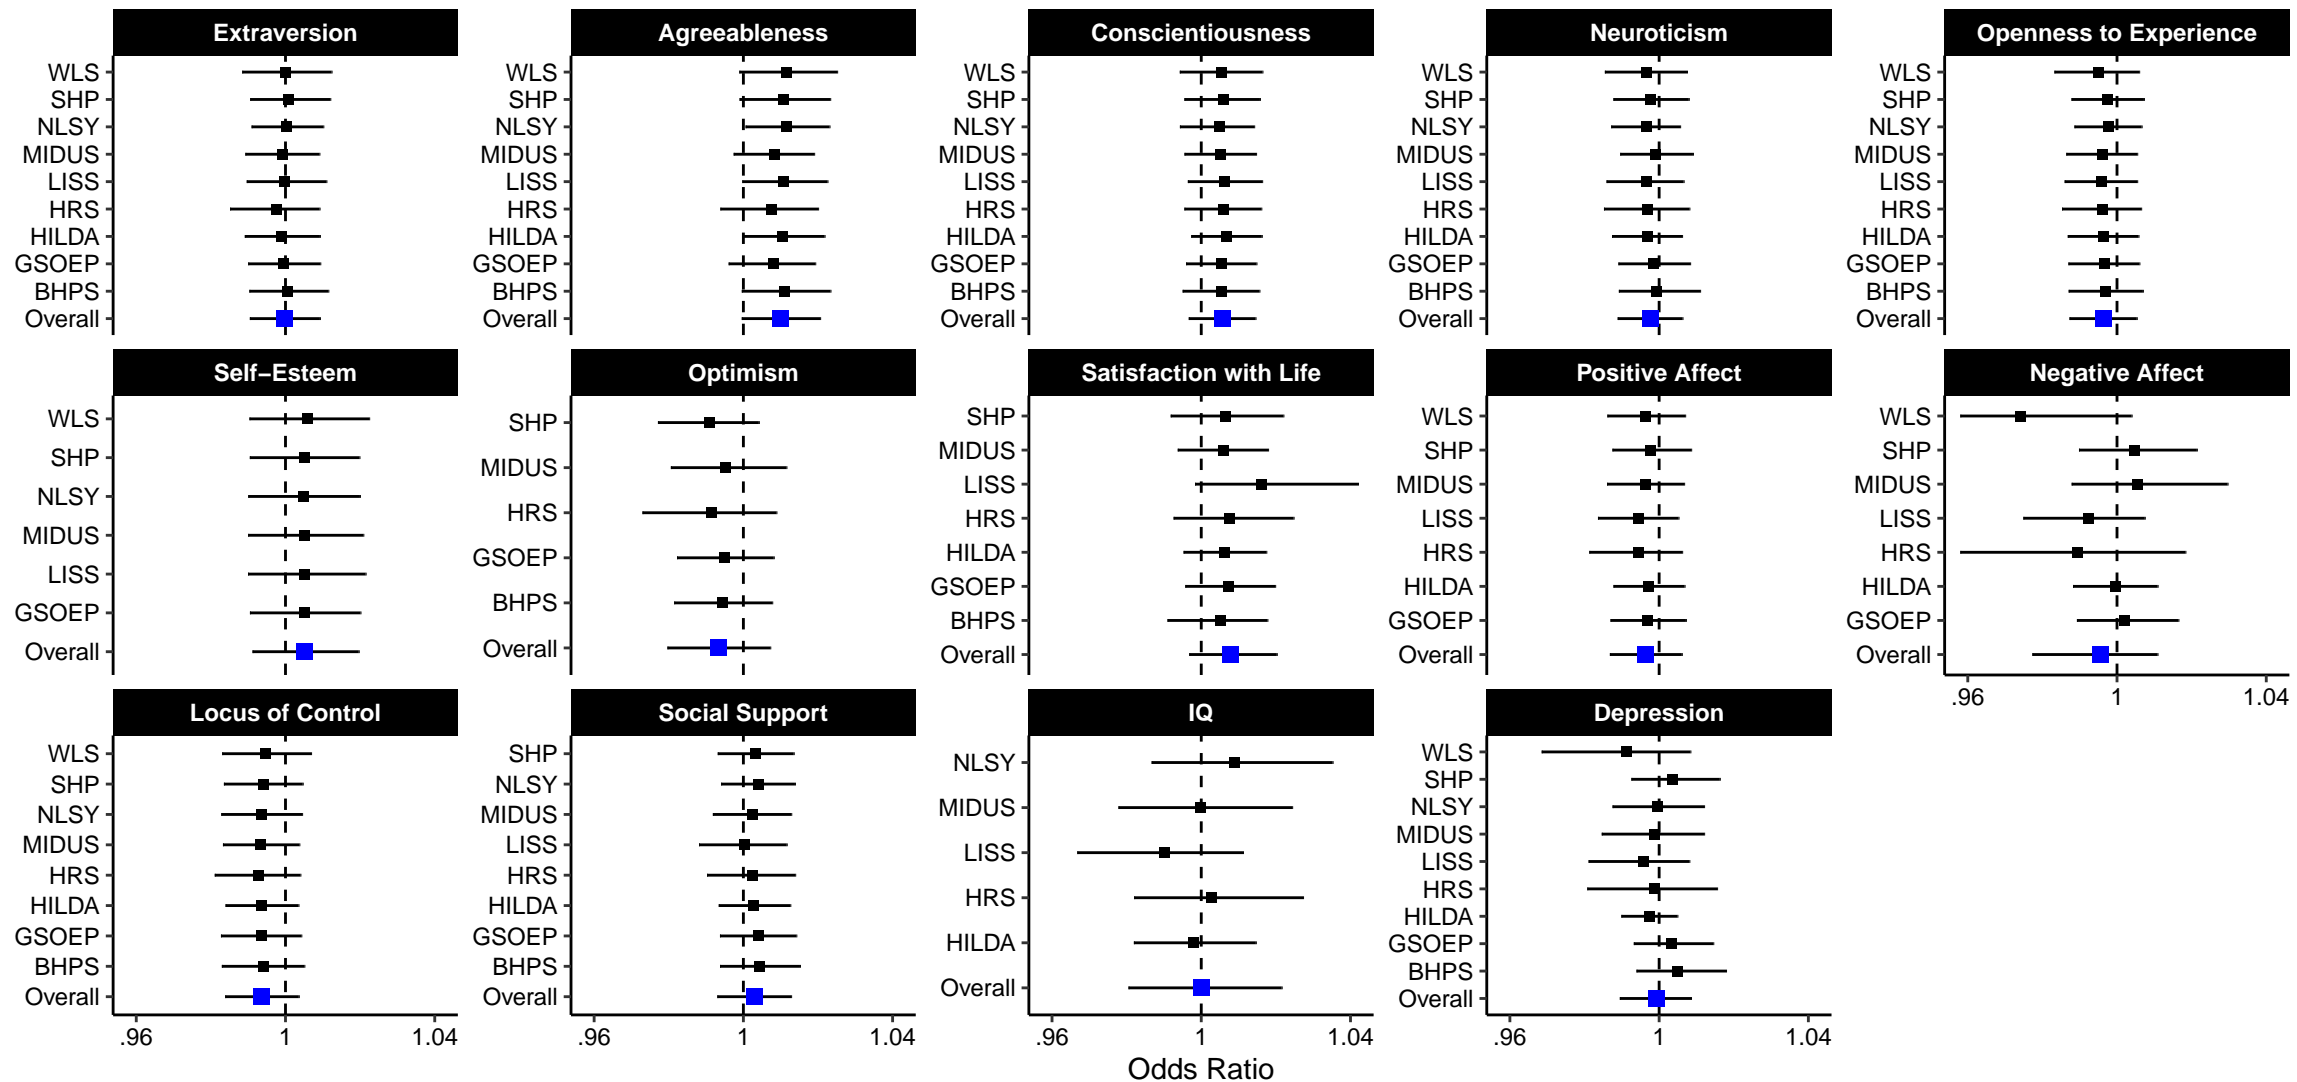 Extraversion
WLS
SHP
NLSY
MIDUS
LISS
HRS
HILDA
GSOEP
BHPS
Overall
Agreeableness
WLS
SHP
NLSY
MIDUS
LISS
HRS
HILDA
GSOEP
BHPS
Overall
Conscientiousness
WLS
SHP
NLSY
MIDUS
LISS
HRS
HILDA
GSOEP
BHPS
Overall
Neuroticism
WLS
SHP
NLSY
MIDUS
LISS
HRS
HILDA
GSOEP
BHPS
Overall
Openness to Experience
WLS
SHP
NLSY
MIDUS
LISS
HRS
HILDA
GSOEP
BHPS
Overall
Self−Esteem
WLS
SHP
NLSY
MIDUS
LISS
GSOEP
Overall
Optimism
SHP
MIDUS
HRS
GSOEP
BHPS
Overall
Satisfaction with Life
SHP
MIDUS
LISS
HRS
HILDA
GSOEP
BHPS
Overall
Positive Affect
WLS
SHP
MIDUS
LISS
HRS
HILDA
GSOEP
Overall
Negative Affect
WLS
SHP
MIDUS
LISS
HRS
HILDA
GSOEP
Overall
.96 1 1.04
Locus of Control
WLS
SHP
NLSY
MIDUS
HRS
HILDA
GSOEP
BHPS
Overall
.96 1 1.04
Social Support
SHP
NLSY
MIDUS
LISS
HRS
HILDA
GSOEP
BHPS
Overall
.96 1 1.04
IQ
NLSY
MIDUS
LISS
HRS
HILDA
Overall
.96 1 1.04
Depression
WLS
SHP
NLSY
MIDUS
LISS
HRS
HILDA
GSOEP
BHPS
Overall
.96 1 1.04
Odds Ratio